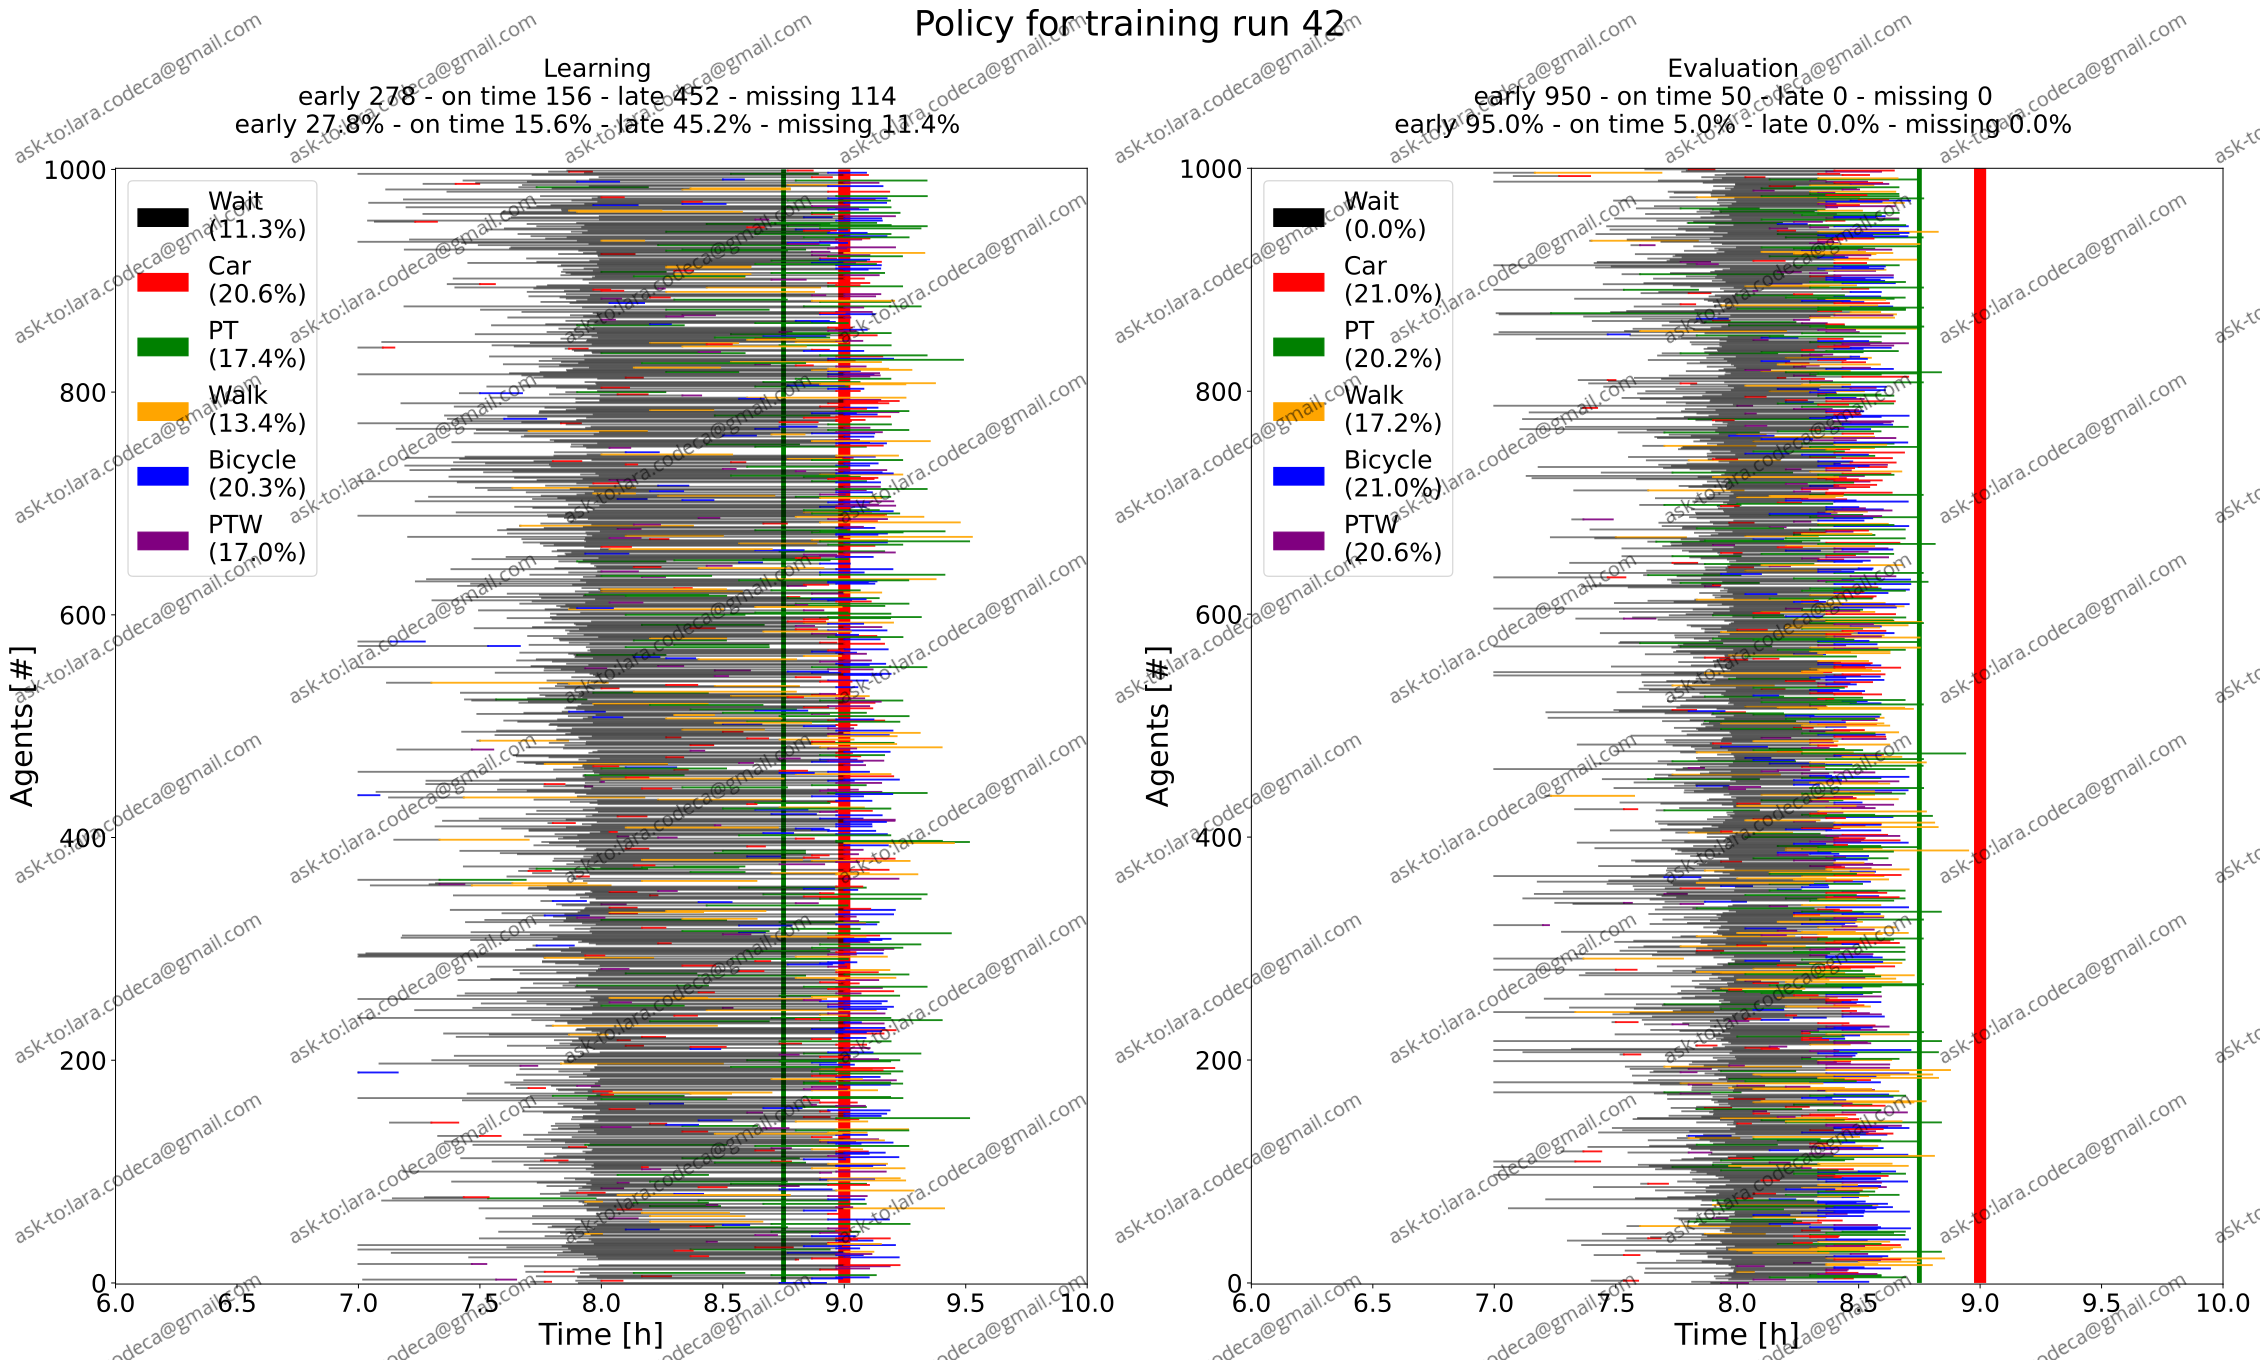 Policy for training run 42
Learning
early 278 - on time 156 - late 452 - missing 114
early 27.8% - on time 15.6% - late 45.2% - missing 11.4%
Wait
(11.3%)
Car
(20.6%)
PT
(17.4%)
Walk
(13.4%)
Bicycle
(20.3%)
PTW
(17.0%)
Agents [#]
1000
800
600
400
200
0
6.0 6.5 7.0 7.5 8.0 8.5 9.0 9.5 10.0
Time [h]
Evaluation
early 950 - on time 50 - late 0 - missing 0
early 95.0% - on time 5.0% - late 0.0% - missing 0.0%
Wait
(0.0%)
Car
(21.0%)
PT
(20.2%)
Walk
(17.2%)
Bicycle
(21.0%)
PTW
(20.6%)
Agents [#]
1000
800
600
400
200
0
6.0 6.5 7.0 7.5 8.0 8.5 9.0 9.5 10.0
Time [h]
ask-to:lara.codeca@gmail.com